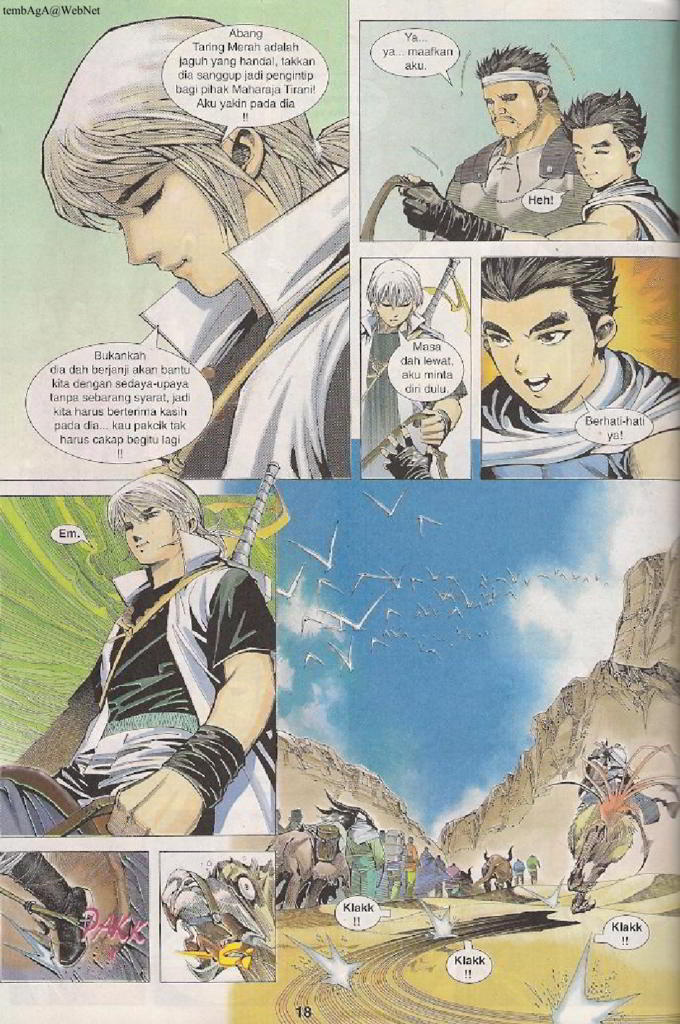 tembAgA@WebNet
Abang
Taring Merah adalah
jaguh yang handal, takkan
dia sanggup jadi pengintip
bagi pihak Maharaja Tirani!
Aku yakin pada dia
!!
Bukankah
dia dah berjanji akan bantu
kita dengan sedaya-upaya
tanpa sebarang syarat, jadi
kita harus berterima kasih
pada dia... kau pakcik tak
harus cakap begitu lagi
!!
Ya...
ya... maafkan
aku.
Heh!
Masa
dah lewat,
aku minta
diri dulu.
Berhati-hati
ya!
Em.
PAKK
Klakk
!!
Klakk
!!
Klakk
!!
18